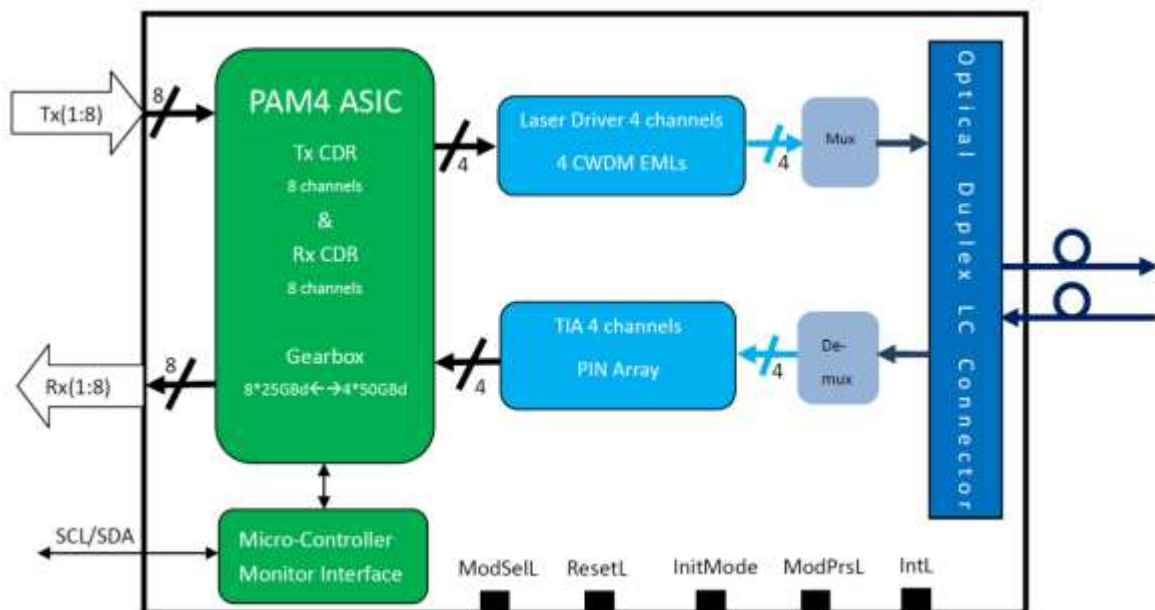 Tx(1:8)
8
PAM4 ASIC
Tx CDR
8 channels
&
Rx CDR
8 channels
Gearbox
8*25GBd←→4*50GBd
4
Laser Driver 4 channels
4 CWDM EMLs
4
Mux
Optical Duplex LC Connector
Rx(1:8)
8
4
TIA 4 channels
PIN Array
4
De-
mux
SCL/SDA
Micro-Controller
Monitor Interface
ModSelL
ResetL
InitMode
ModPrsL
IntL